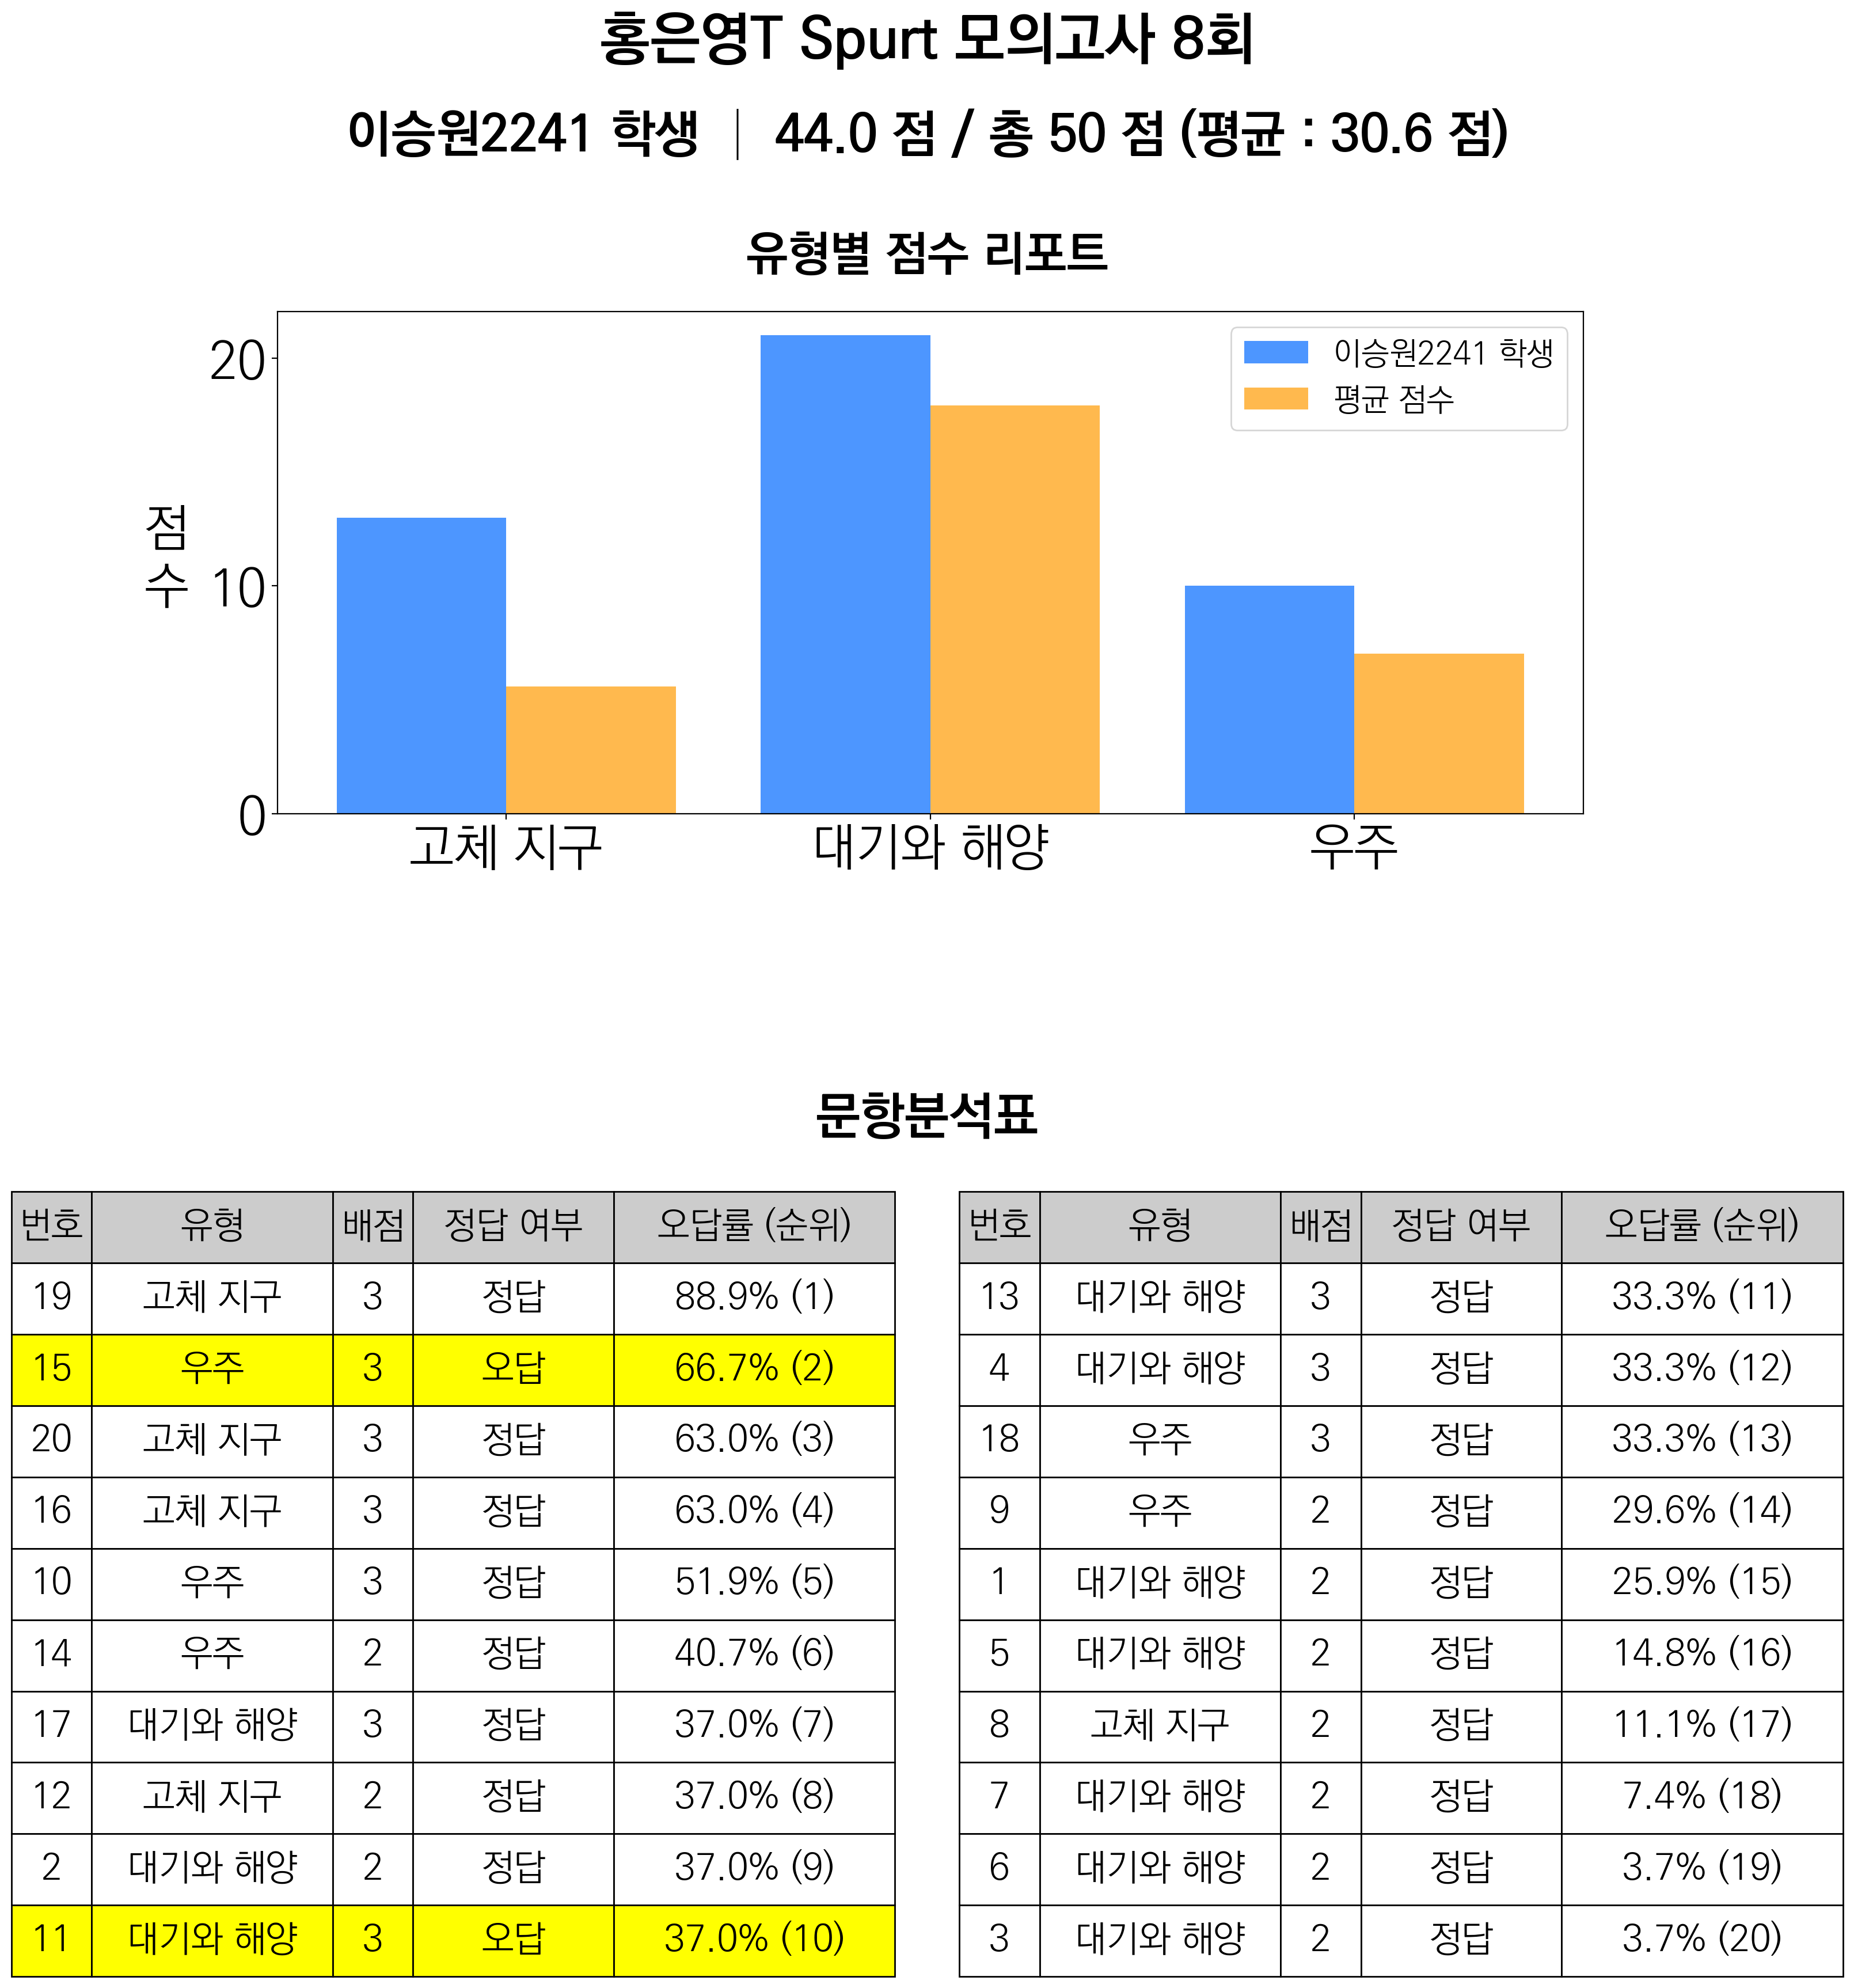 홍은영T Spurt 모의고사 8회
이승원2241 학생 | 44.0 점 / 총 50 점 (평균 : 30.6 점)
유형별 점수 리포트
이승원2241 학생
평균 점수
점수
20
10
0
고체 지구 대기와 해양 우주
문항분석표
번호 유형 배점 정답 여부 오답률 (순위)
19 고체 지구 3 정답 88.9% (1)
15 우주 3 오답 66.7% (2)
20 고체 지구 3 정답 63.0% (3)
16 고체 지구 3 정답 63.0% (4)
10 우주 3 정답 51.9% (5)
14 우주 2 정답 40.7% (6)
17 대기와 해양 3 정답 37.0% (7)
12 고체 지구 2 정답 37.0% (8)
2 대기와 해양 2 정답 37.0% (9)
11 대기와 해양 3 오답 37.0% (10)
번호 유형 배점 정답 여부 오답률 (순위)
13 대기와 해양 3 정답 33.3% (11)
4 대기와 해양 3 정답 33.3% (12)
18 우주 3 정답 33.3% (13)
9 우주 2 정답 29.6% (14)
1 대기와 해양 2 정답 25.9% (15)
5 대기와 해양 2 정답 14.8% (16)
8 고체 지구 2 정답 11.1% (17)
7 대기와 해양 2 정답 7.4% (18)
6 대기와 해양 2 정답 3.7% (19)
3 대기와 해양 2 정답 3.7% (20)